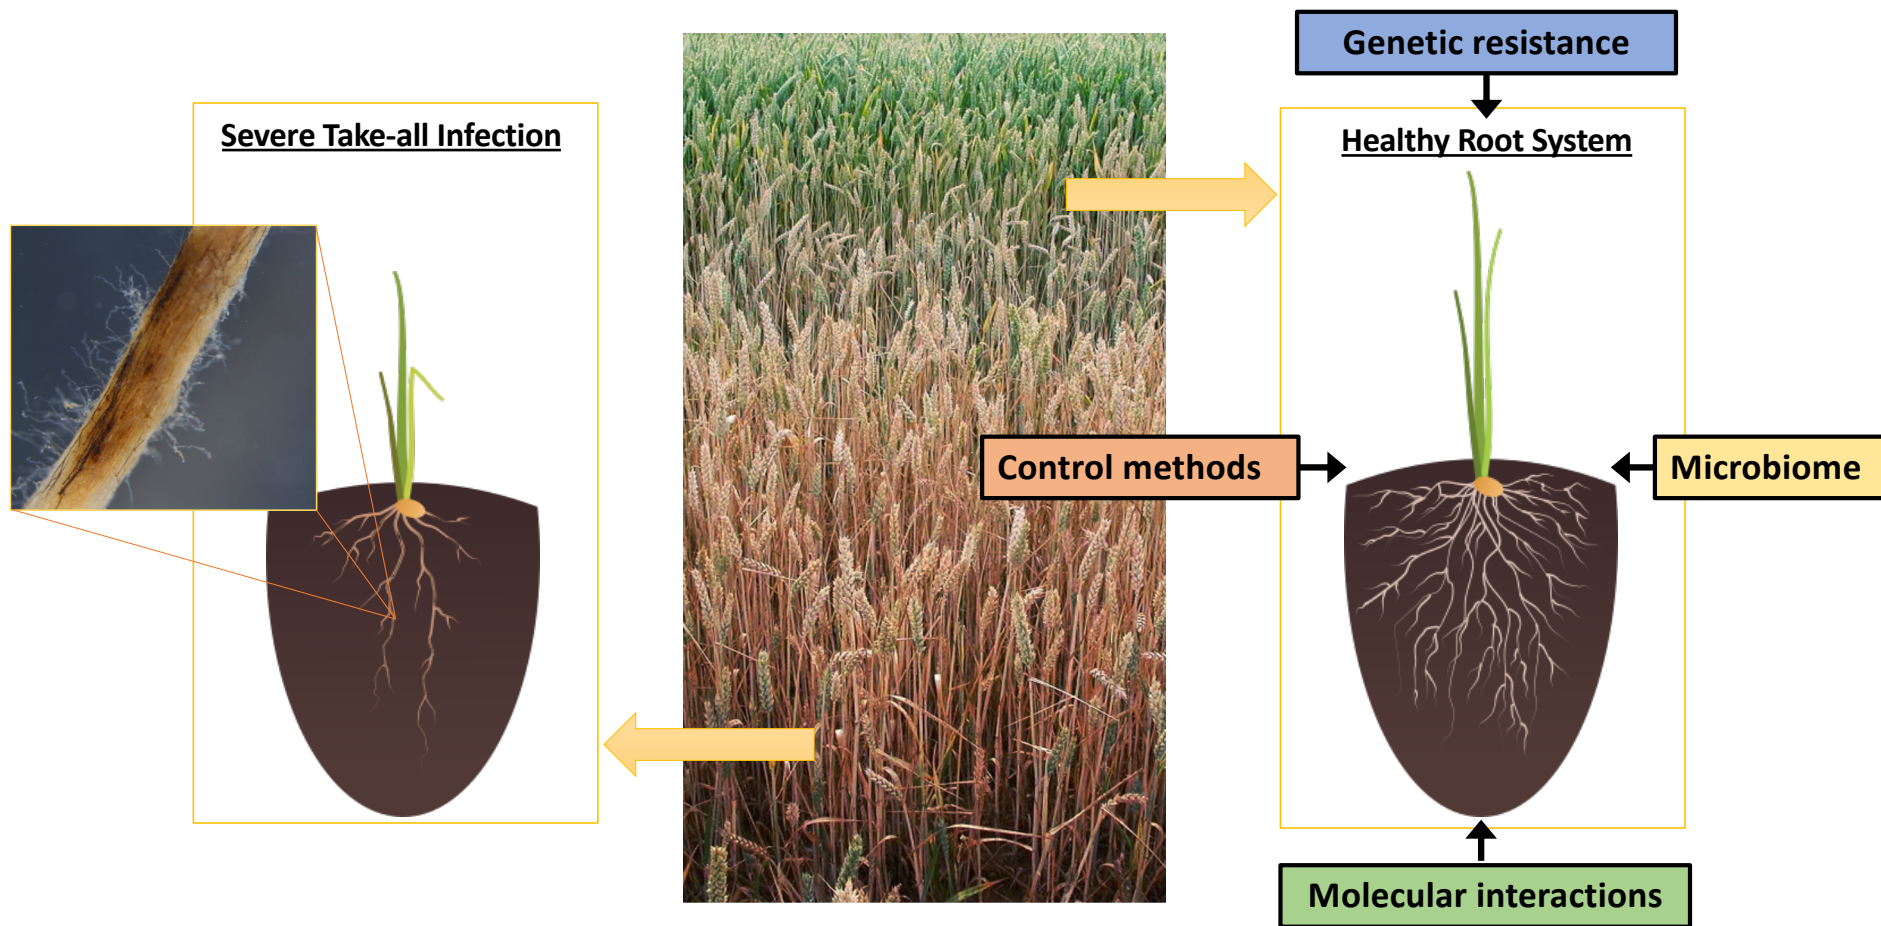 Genetic resistance
Severe Take-all Infection
Healthy Root System
Control methods
Microbiome
Molecular interactions